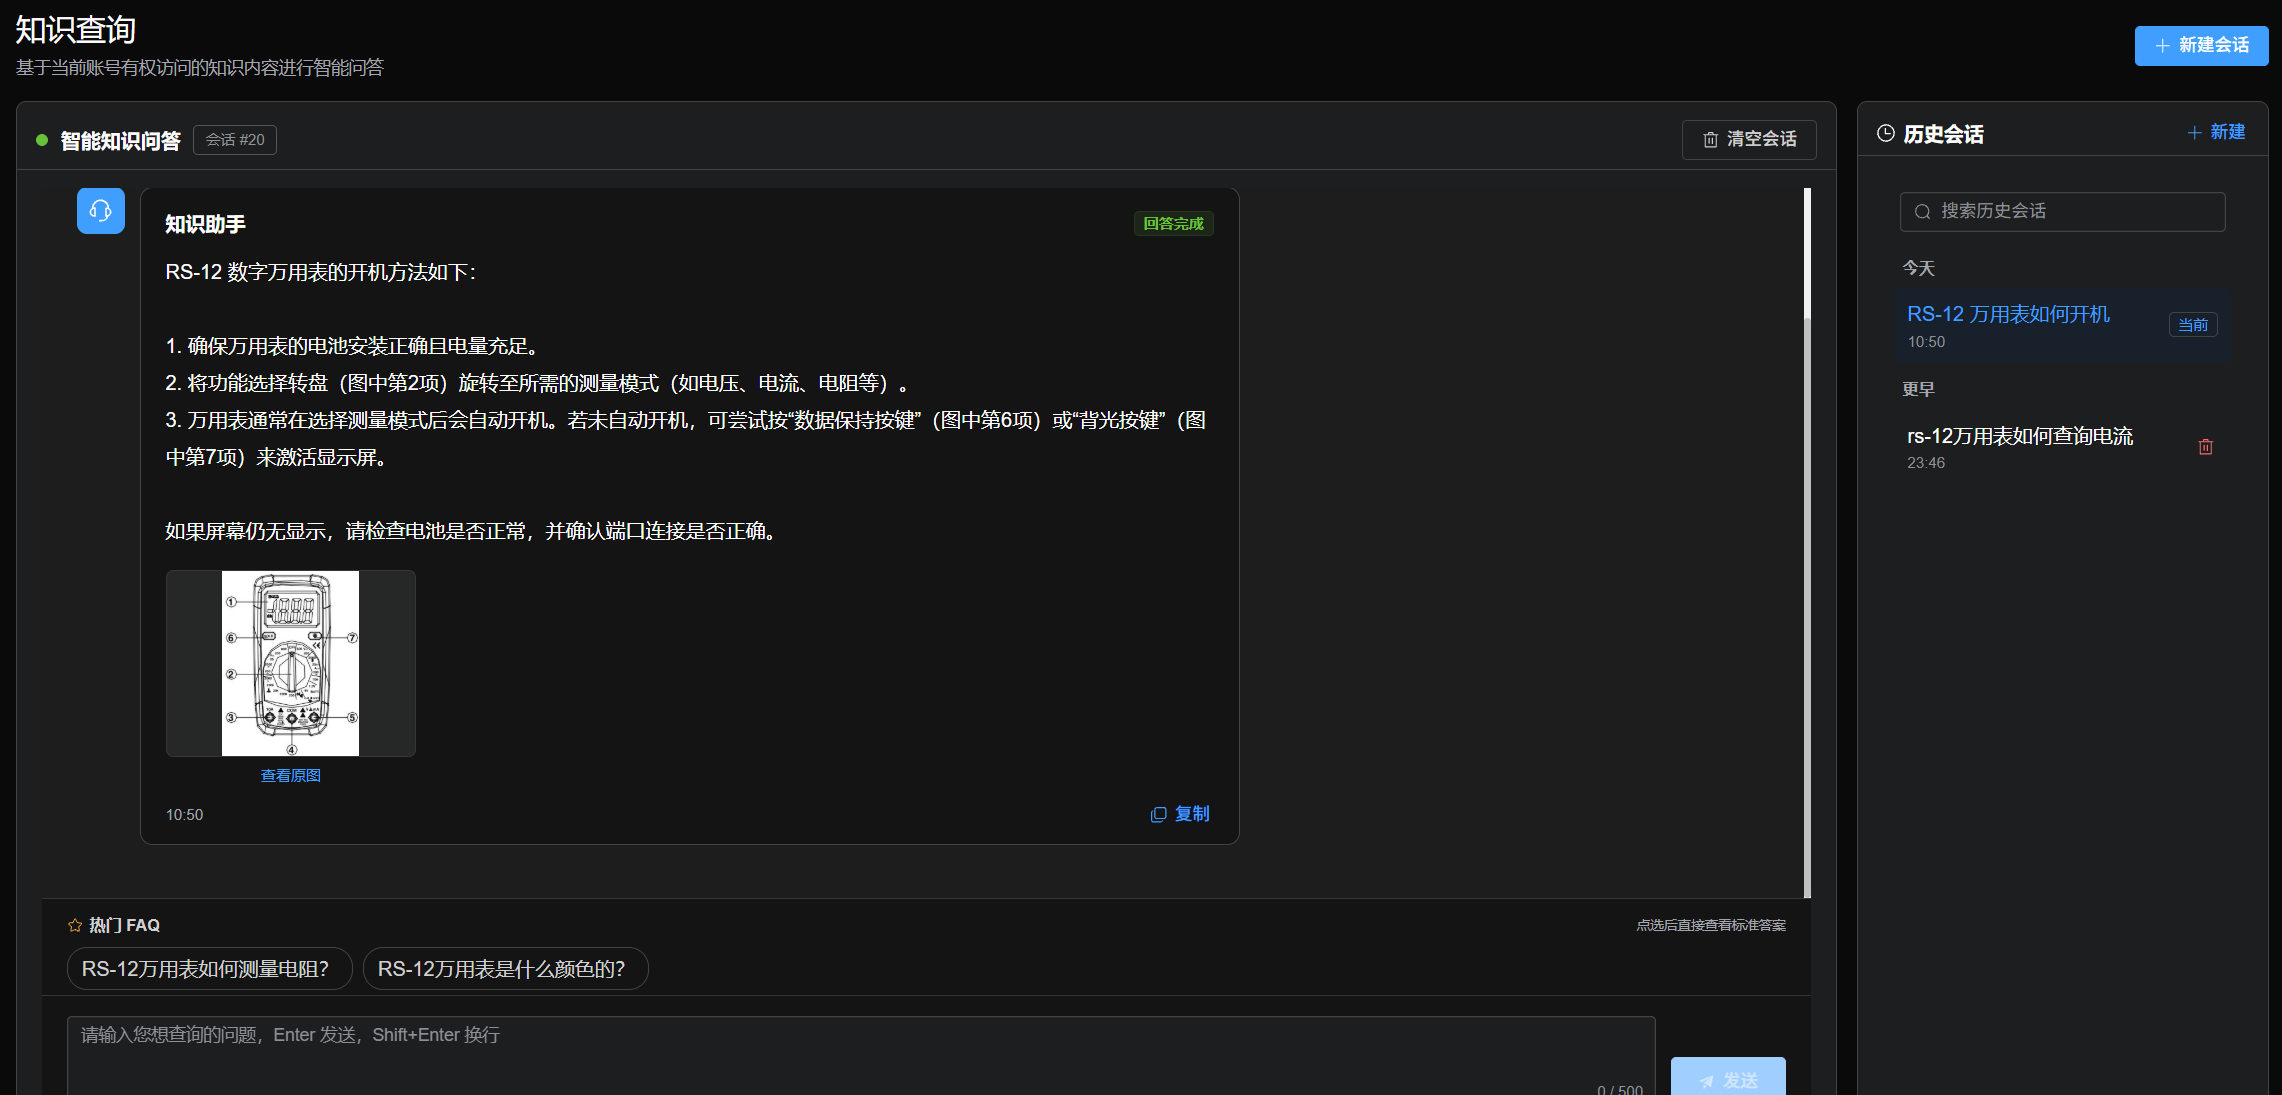 知识查询
基于当前账号有权访问的知识内容进行智能问答
新建会话
智能知识问答 会话 #20
清空会话
知识助手
回答完成
RS-12 数字万用表的开机方法如下：
1. 确保万用表的电池安装正确且电量充足。
2. 将功能选择转盘（图中第2项）旋转至所需的测量模式（如电压、电流、电阻等）。
3. 万用表通常在选择测量模式后会自动开机。若未自动开机，可尝试按“数据保持按键”（图中第6项）或“背光按键”（图
中第7项）来激活显示屏。
如果屏幕仍无显示，请检查电池是否正常，并确认端口连接是否正确。
①
⑥
⑦
②
③
⑤
④
查看原图
10:50
复制
热门 FAQ
点选后直接查看标准答案
RS-12万用表如何测量电阻？
RS-12万用表是什么颜色的？
请输入您想查询的问题，Enter 发送，Shift+Enter 换行
0 / 500
发送
历史会话
新建
搜索历史会话
今天
RS-12 万用表如何开机
当前
10:50
更早
rs-12万用表如何查询电流
23:46